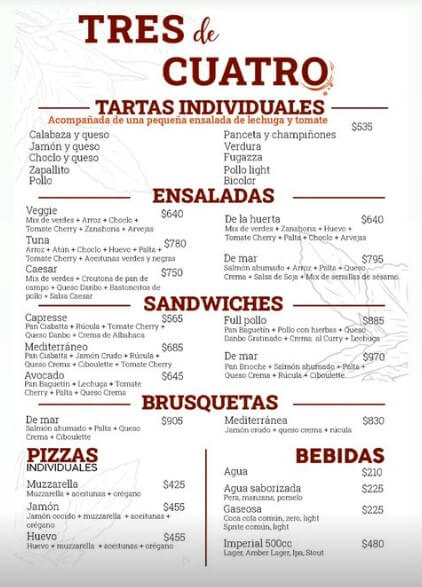 TRES de
CUATRO
TARTAS INDIVIDUALES
Acompañada de una pequeña ensalada de lechuga y tomate
$535
Calabaza y queso
Jamón y queso
Choclo y queso
Zapallito
Pollo
Panceta y champiñones
Verdura
Fugazza
Pollo light
Bicolor
ENSALADAS
Veggie $640
Mix de verdes + Arroz + Choclo +
Tomate Cherry + Zanahoria + Arvejas
Tuna $780
Arroz + Atún + Choclo + Huevo + Palta +
Tomate Cherry + Aceitunas verdes y negras
Caesar $750
Mix de verdes + Croutons de pan de
campo + Queso Danbo + Bastoncitos de
pollo + Salsa Caesar
De la huerta $640
Mix de verdes + Zanahoria + Huevo +
Tomate Cherry + Palta + Choclo + Arvejas
De mar $795
Salmón ahumado + Arroz + Palta + Queso
Crema + Salsa de Soja + Mix de semillas de sésamo
SANDWICHES
Capresse $565
Pan Ciabatta + Rúcula + Tomate Cherry +
Queso Danbo + Crema de Albahaca
Mediterráneo $685
Pan Ciabatta + Jamón Crudo + Rúcula +
Queso Crema + Ciboulette + Tomate Cherry
Avocado $645
Pan Baguetin + Lechuga + Tomate
Cherry + Palta + Queso Crema
Full pollo $885
Pan Baguetin + Pollo con hierbas + Queso
Danbo Gratinado + Crema al Curry + Lechuga
De mar $970
Pan Brioche + Salmón ahumado + Palta +
Queso Crema + Rúcula + Ciboulette
BRUSQUETAS
De mar $905
Salmón ahumado + Palta + Queso
Crema + Ciboulette
Mediterránea $830
Jamón crudo + queso crema + rúcula
PIZZAS
INDIVIDUALES
Muzzarella $425
Muzzarella + aceitunas + orégano
Jamón $455
Jamón cocido + muzzarella + aceitunas +
orégano
Huevo $455
Huevo + muzzarella + aceitunas + orégano
BEBIDAS
Agua $210
Agua saborizada $225
Pera, manzana, pomelo
Gaseosa $225
Coca cola común, zero, light
Sprite común, light
Imperial 500cc $480
Lager, Amber Lager, Ipa, Stout